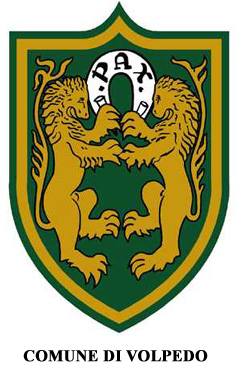 · PAX ·
COMUNE DI VOLPEDO